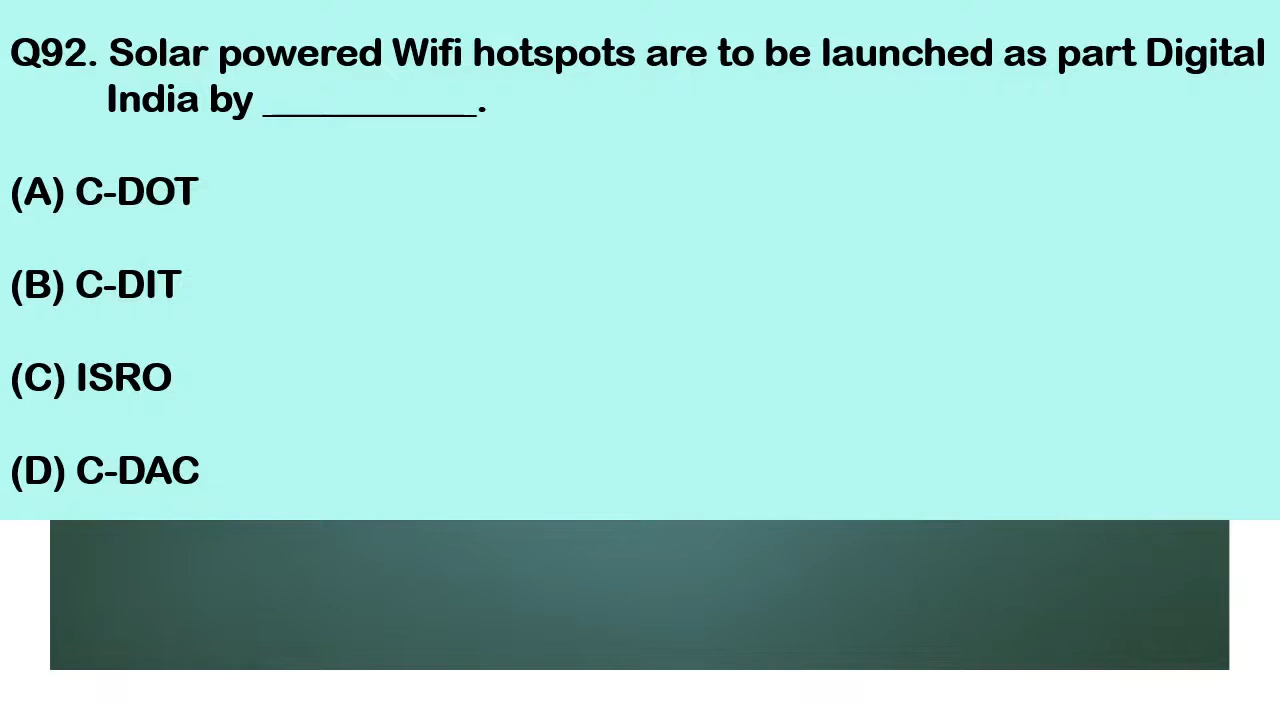 Q92. Solar powered Wifi hotspots are to be launched as part Digital
India by __________.
(A) C-DOT
(B) C-DIT
(C) ISRO
(D) C-DAC